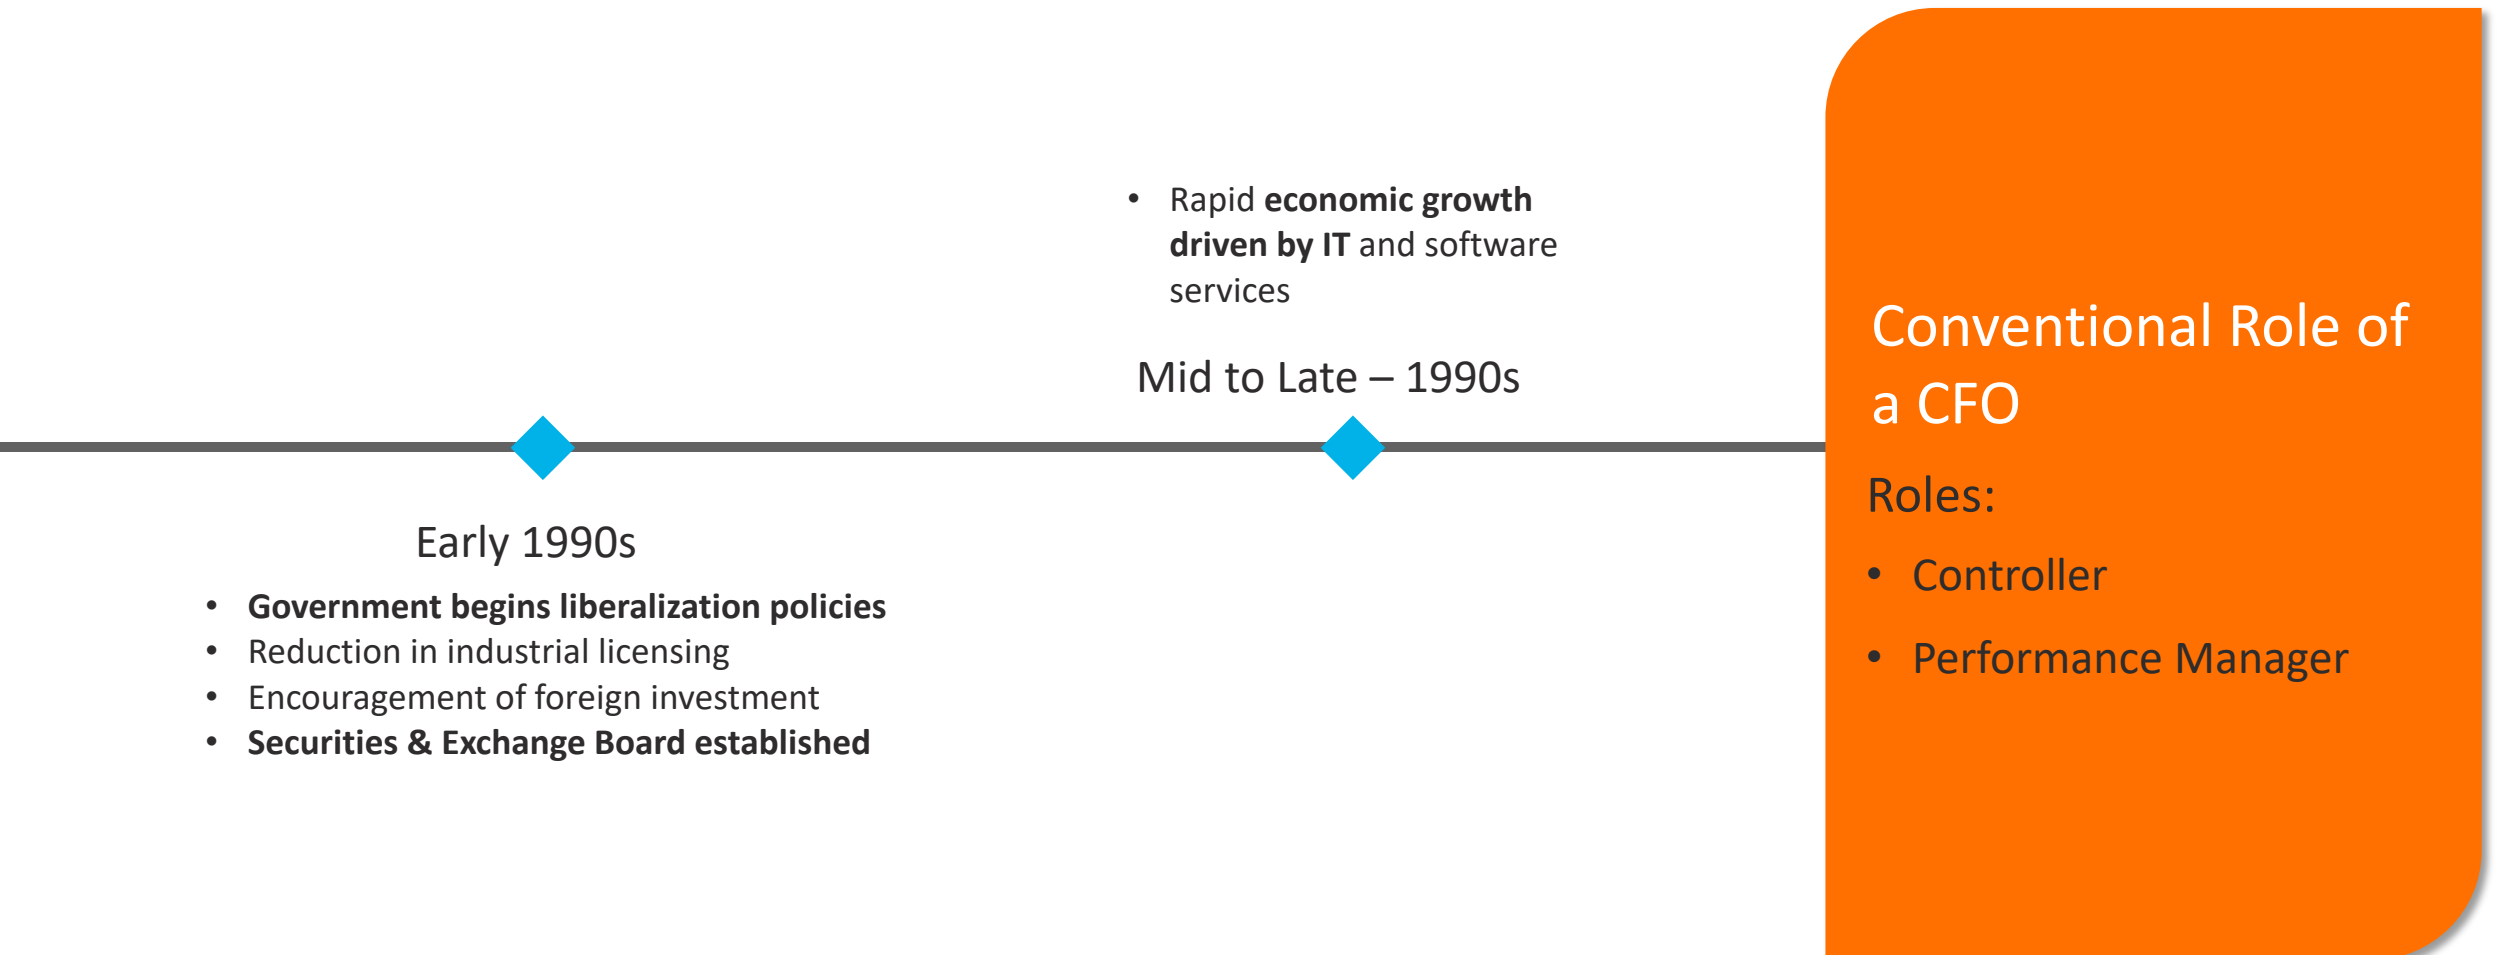 • Rapid economic growth
driven by IT and software
services
Mid to Late – 1990s
Early 1990s
• Government begins liberalization policies
• Reduction in industrial licensing
• Encouragement of foreign investment
• Securities & Exchange Board established
Conventional Role of
a CFO
Roles:
• Controller
• Performance Manager